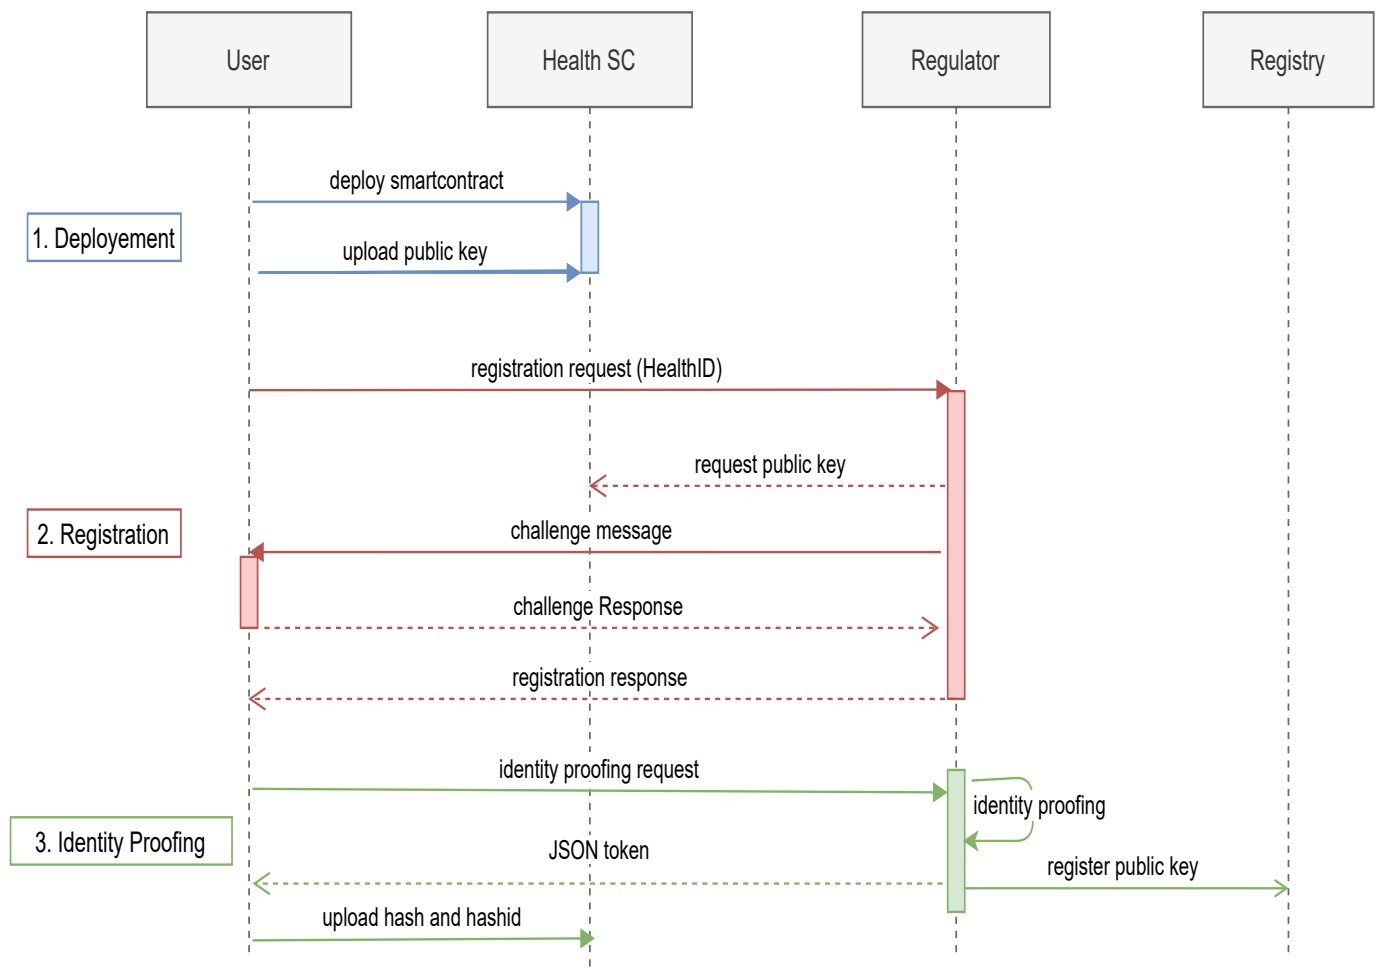 User
Health SC
Regulator
Registry
deploy smartcontract
1. Deployement
upload public key
registration request (HealthID)
request public key
2. Registration
challenge message
challenge Response
registration response
identity proofing request
identity proofing
3. Identity Proofing
JSON token
register public key
upload hash and hashid